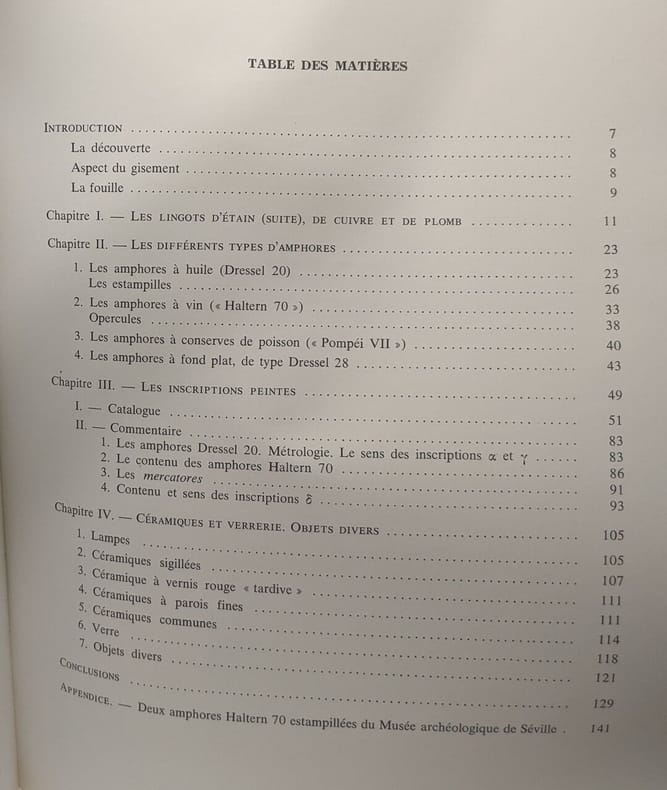 TABLE DES MATIÈRES
INTRODUCTION 7
La découverte 8
Aspect du gisement 8
La fouille 9
Chapitre I. — LES LINGOTS D'ÉTAIN (SUITE), DE CUIVRE ET DE PLOMB 11
Chapitre II. — LES DIFFÉRENTS TYPES D'AMPHORES 23
1. Les amphores à huile (Dressel 20) 23
Les estampilles 26
2. Les amphores à vin (« Haltern 70 ») 33
Opercules 38
3. Les amphores à conserves de poisson (« Pompéi VII ») 40
4. Les amphores à fond plat, de type Dressel 28 43
Chapitre III. — LES INSCRIPTIONS PEINTES 49
I. — Catalogue 51
II. — Commentaire 83
1. Les amphores Dressel 20. Métrologie. Le sens des inscriptions α et γ 83
2. Le contenu des amphores Haltern 70 86
3. Les mercatores 91
4. Contenu et sens des inscriptions δ 93
Chapitre IV. — CÉRAMIQUES ET VERRERIE. OBJETS DIVERS 105
1. Lampes 105
2. Céramiques sigillées 107
3. Céramique à vernis rouge « tardive » 111
4. Céramiques à parois fines 111
5. Céramiques communes 114
6. Verre 118
7. Objets divers 121
CONCLUSIONS 129
APPENDICE. — Deux amphores Haltern 70 estampillées du Musée archéologique de Séville . 141